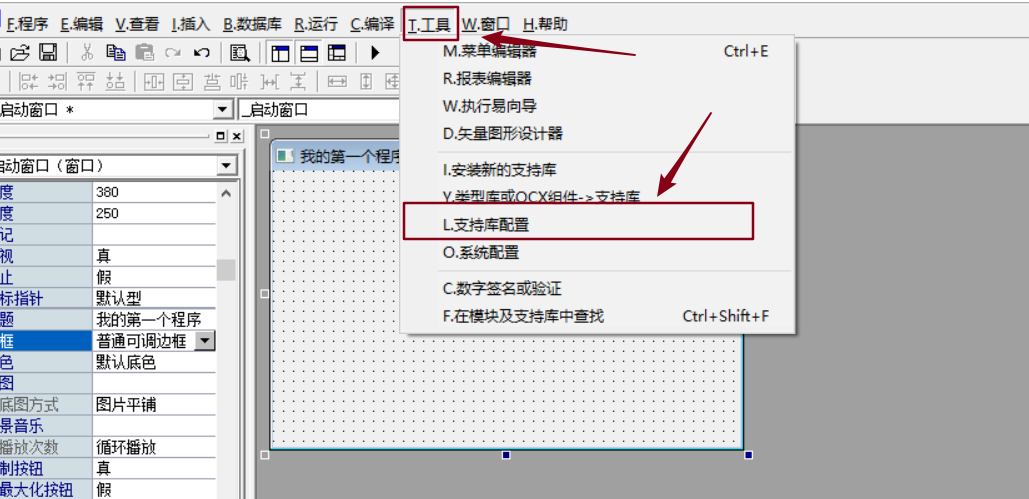 F.程序 E.编辑 V.查看 I.插入 B.数据库 R.运行 C.编译 T.工具 W.窗口 H.帮助
M.菜单编辑器 Ctrl+E
R.报表编辑器
W.执行易向导
D.矢量图形设计器
I.安装新的支持库
Y.类型库或OCX组件->支持库
L.支持库配置
O.系统配置
C.数字签名或验证
F.在模块及支持库中查找 Ctrl+Shift+F
启动窗口 * _启动窗口
启动窗口（窗口）
我的第一个程序
度 380
度 250
记
视 真
止 假
标指针 默认型
题 我的第一个程序
框 普通可调边框
色 默认底色
图
底图方式 图片平铺
景音乐
播放次数 循环播放
制按钮 真
最大化按钮 假